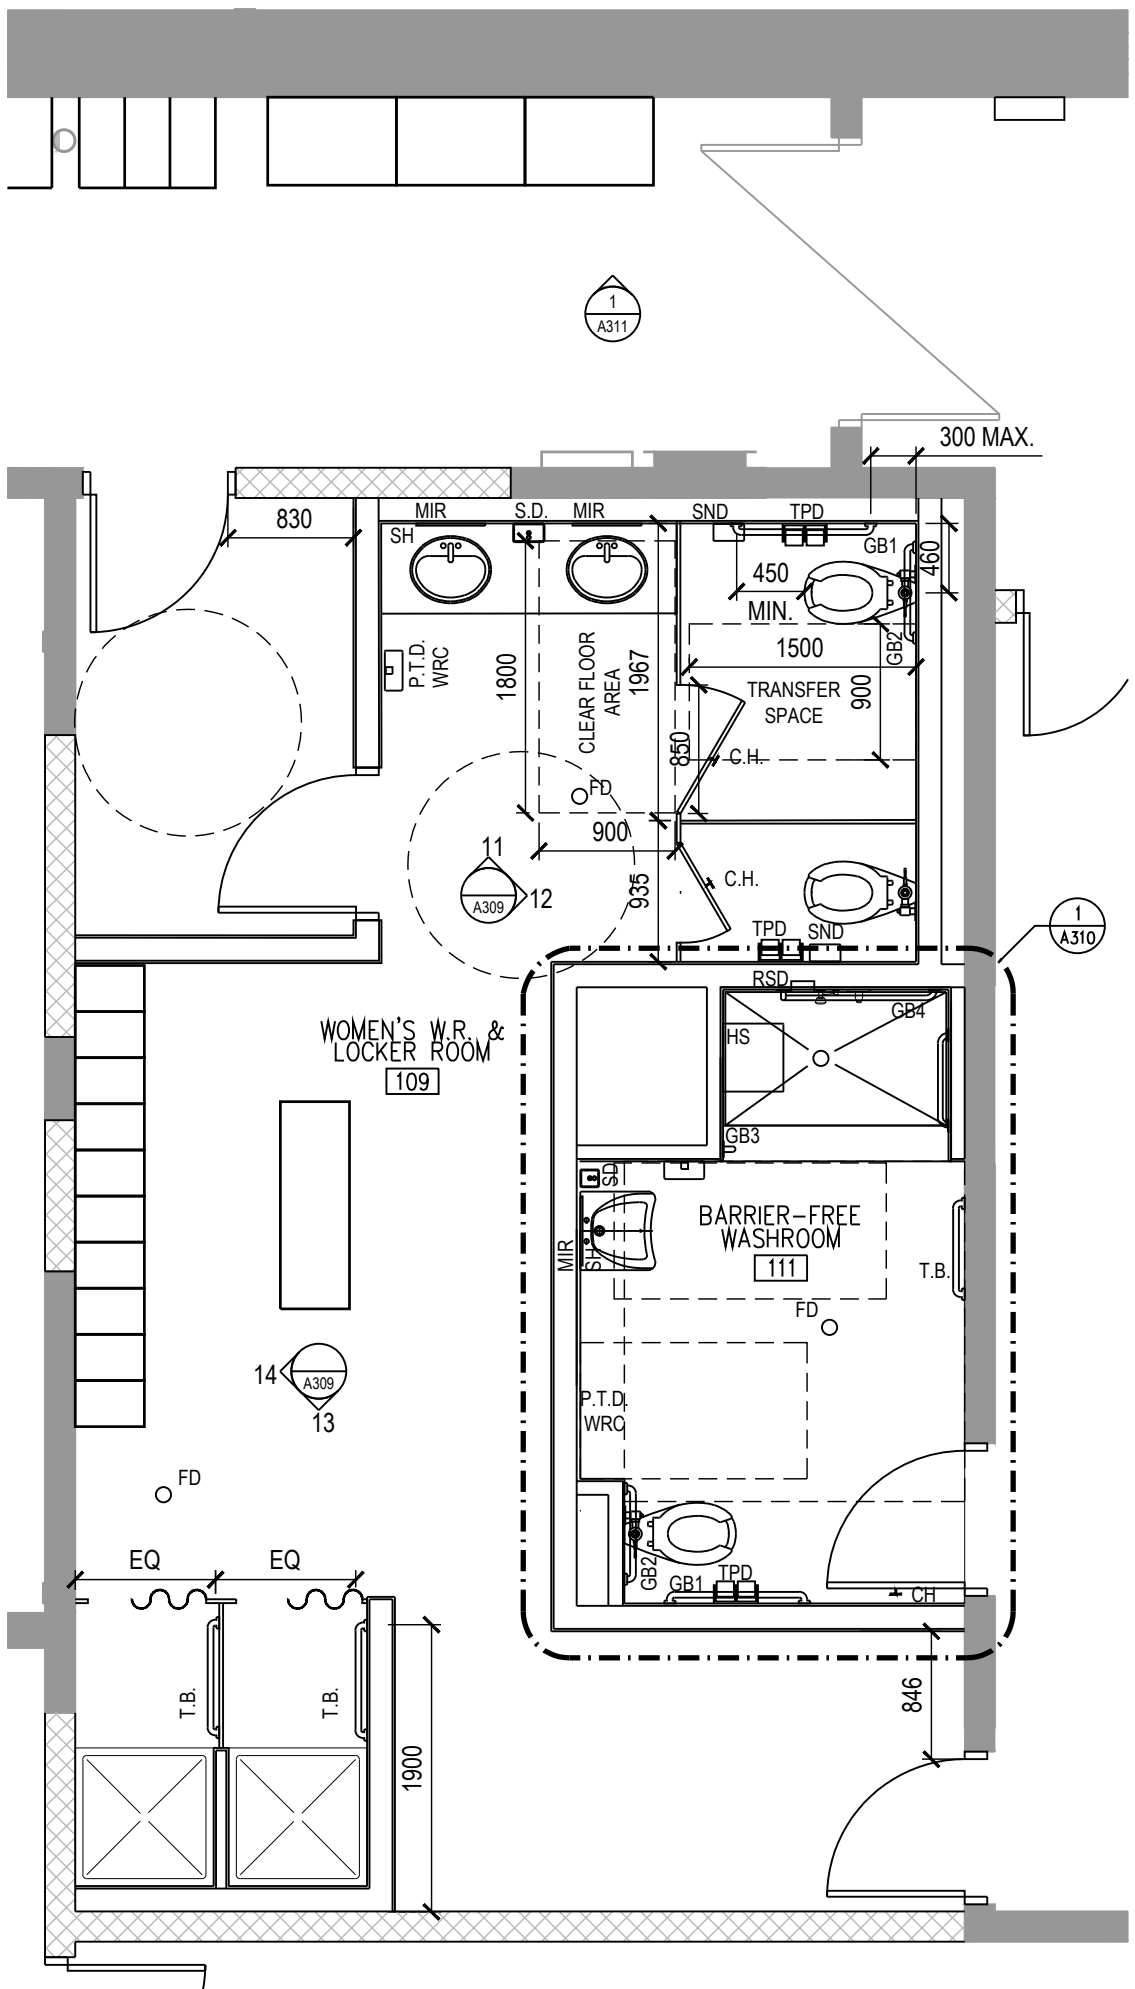 1
A311
300 MAX.
MIR
S.D.
MIR
SND
TPD
830
SH
GB1
460
450
MIN.
P.T.D.
WRC
1800
CLEAR FLOOR
AREA
1967
1500
GB2
TRANSFER
SPACE
900
850
C.H.
FD
900
11
A309
12
935
C.H.
TPD
SND
1
A310
RSD
GB4
WOMEN'S W.R. &
LOCKER ROOM
109
HS
GB3
SD
BARRIER-FREE
WASHROOM
111
MIR
SH
T.B.
FD
14
A309
13
P.T.D.
WRC
FD
EQ
EQ
GB2
GB1
TPD
CH
T.B.
T.B.
846
1900